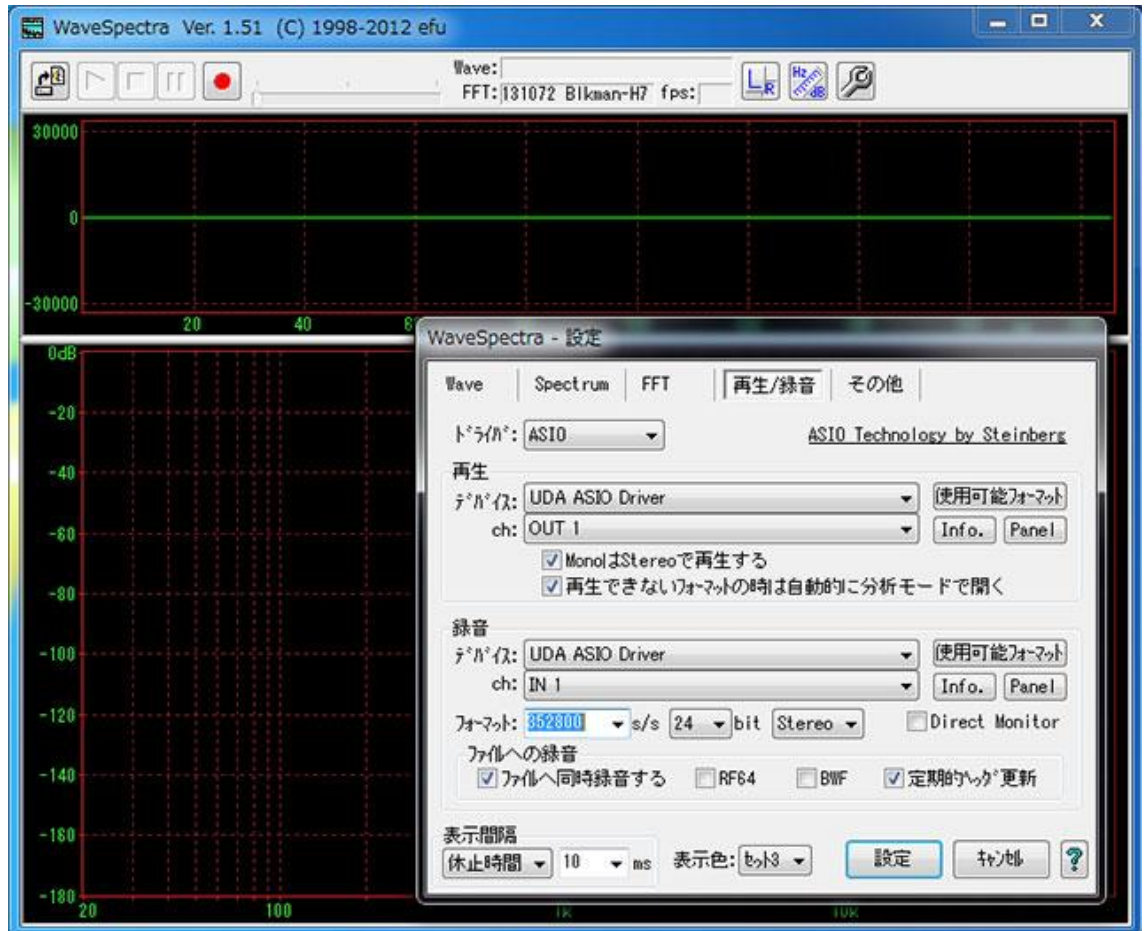 WaveSpectra Ver. 1.51 (C) 1998-2012 efu
Wave:
FFT: 131072 Blkman-H7 fps:
L R
Hz dB
30000
0
-30000
20 40
0dB
-20
-40
-60
-80
-100
-120
-140
-160
-180
20 100 1k 10k
WaveSpectra - 設定
Wave Spectrum FFT 再生/録音 その他
ドライバ: ASIO ASIO Technology by Steinberg
再生
デバイス: UDA ASIO Driver 使用可能フォーマット
ch: OUT 1 Info. Panel
MonoはStereoで再生する
再生できないフォーマットの時は自動的に分析モードで開く
録音
デバイス: UDA ASIO Driver 使用可能フォーマット
ch: IN 1 Info. Panel
フォーマット: 352800 s/s 24 bit Stereo Direct Monitor
ファイルへの録音
ファイルへ同時録音する RF64 BWF 定期的ヘッダ更新
表示間隔
休止時間 10 ms 表示色: セット3 設定 キャンセル ?